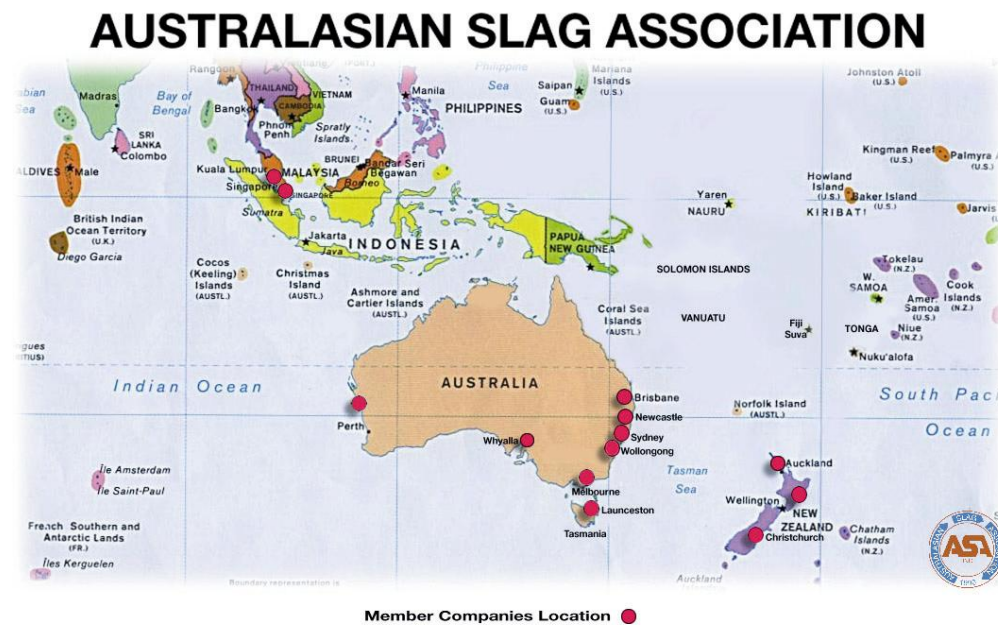 AUSTRALASIAN SLAG ASSOCIATION
Rangoon
Philippine
Sea
Mariana
Islands
(U.S.)
Johnston Atoll
(U.S.)
Madras
Bay of
Bengal
THAILAND
VIETNAM
Bangkok
CAMBODIA
Phnom
Penh
Spratly
Islands
Manila
PHILIPPINES
Saipan
Guam
(U.S.)
SRI
LANKA
Colombo
Male
Kuala Lumpur
MALAYSIA
BRUNEI
Bandar Seri
Begawan
Singapore
SINGAPORE
Borneo
Sumatra
Kingman Reef
(U.S.)
Palmyra
Howland
Island
(U.S.)
Baker Island
(U.S.)
KIRIBATI
Jarvis
(U.S.)
Yaren
NAURU
British Indian
Ocean Territory
(U.K.)
Diego Garcia
Jakarta
Java
INDONESIA
PAPUA
NEW GUINEA
SOLOMON ISLANDS
Cocos
(Keeling)
Islands
(AUSTL.)
Christmas
Island
(AUSTL.)
Ashmore and
Cartier Islands
(AUSTL.)
Coral Sea
Islands
(AUSTL.)
VANUATU
Fiji
Suva
Tokelau
(N.Z.)
W.
SAMOA
Amer.
Samoa
(U.S.)
Cook
Islands
(N.Z.)
TONGA
Niue
(N.Z.)
Nuku'alofa
Indian Ocean
AUSTRALIA
South Pac
Ocean
Brisbane
Newcastle
Sydney
Wollongong
Norfolk Island
(AUSTL.)
Perth
Whyalla
Melbourne
Launceston
Tasmania
Tasman
Sea
Auckland
Wellington
NEW
ZEALAND
Christchurch
Chatham
Islands
(N.Z.)
Île Amsterdam
Île Saint-Paul
French Southern and
Antarctic Lands
(FR.)
Îles Kerguelen
Auckland
Boundary representation is
ASA
INC
1990
Member Companies Location